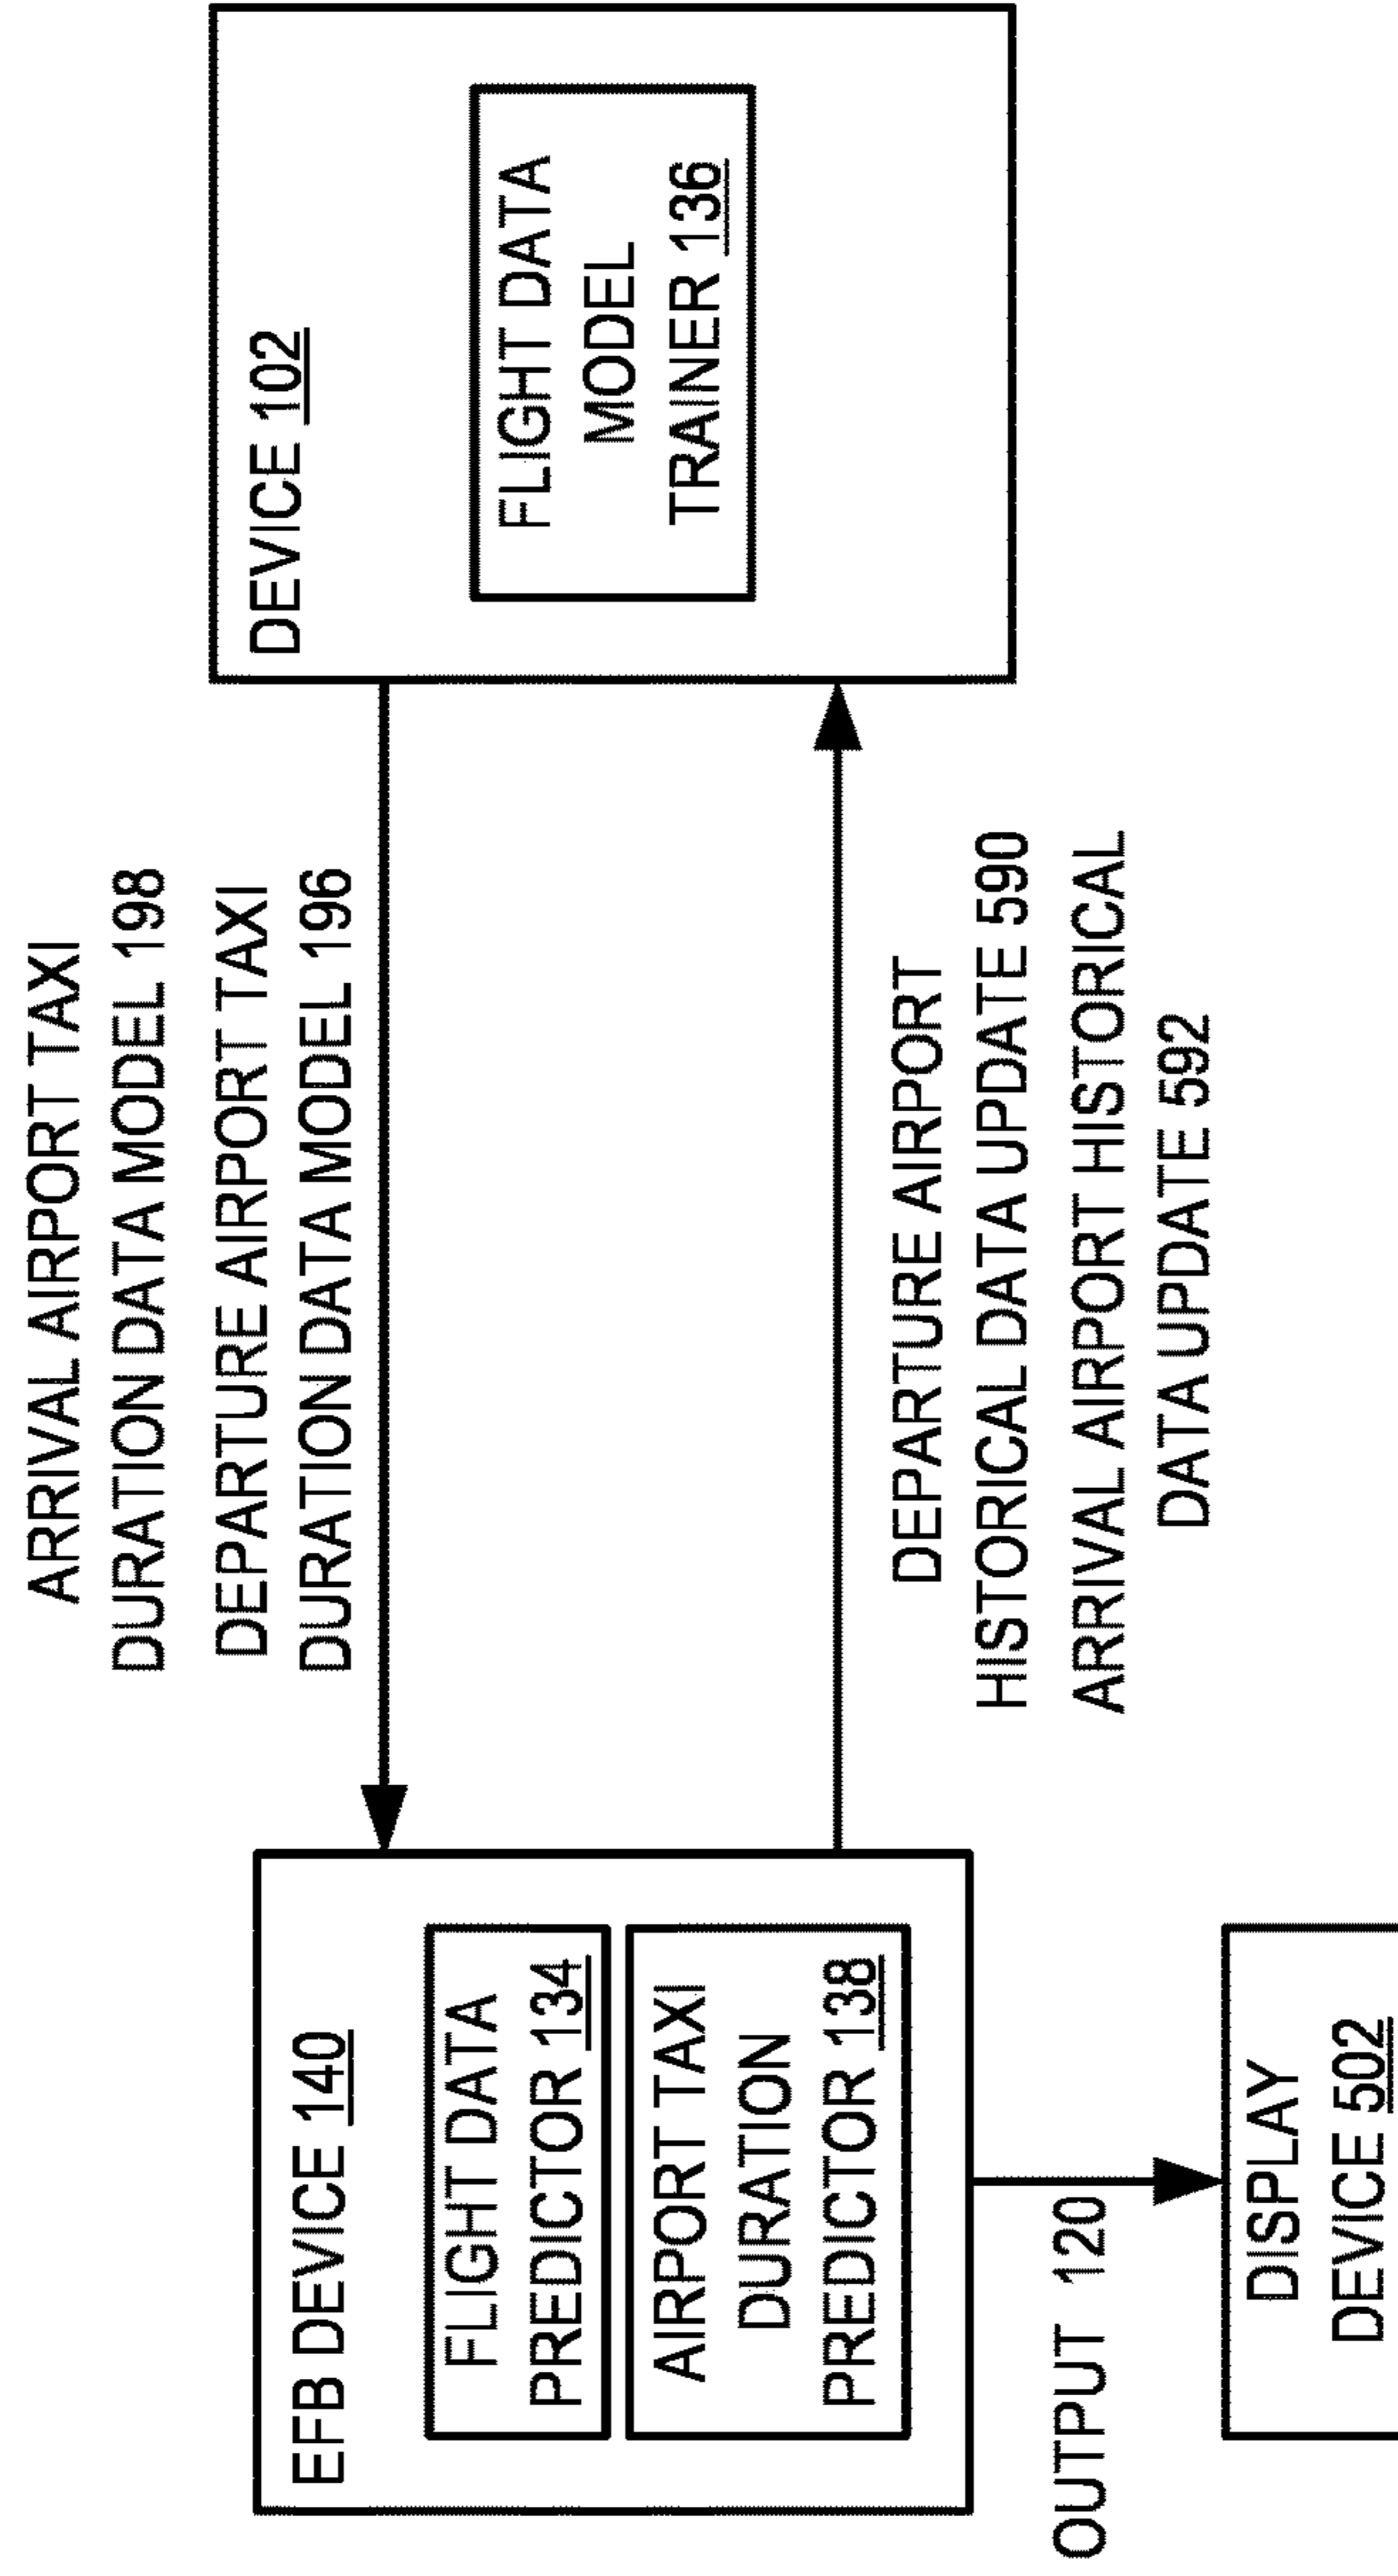 ARRIVAL AIRPORT TAXI
DURATION DATA MODEL 198
DEPARTURE AIRPORT TAXI
DURATION DATA MODEL 196
EFB DEVICE 140
FLIGHT DATA
PREDICTOR 134
AIRPORT TAXI
DURATION
PREDICTOR 138
DEVICE 102
FLIGHT DATA
MODEL
TRAINER 136
DEPARTURE AIRPORT
HISTORICAL DATA UPDATE 590
ARRIVAL AIRPORT HISTORICAL
DATA UPDATE 592
OUTPUT 120
DISPLAY
DEVICE 502